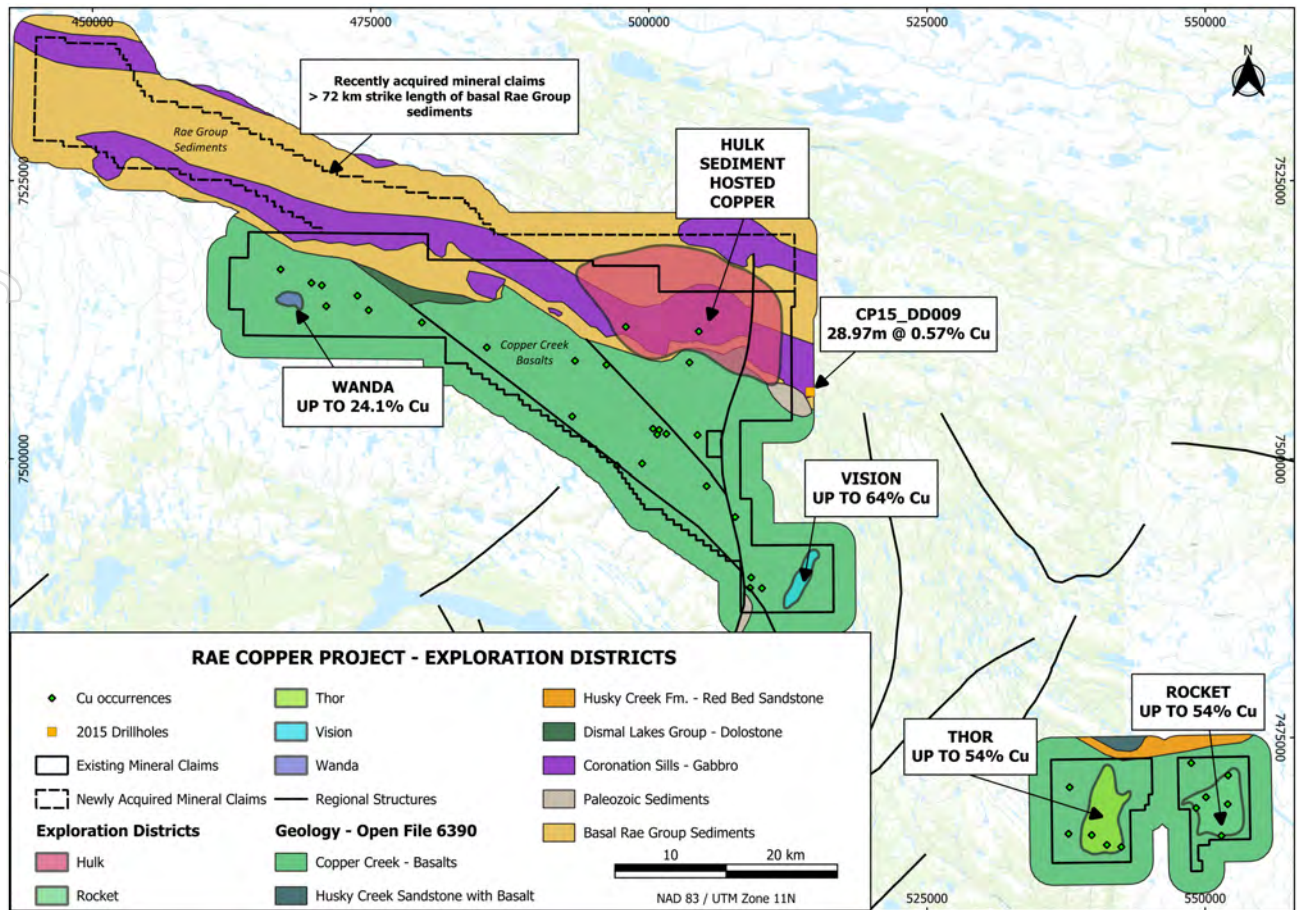 450000
475000
500000
525000
550000
N
Recently acquired mineral claims
> 72 km strike length of basal Rae Group
sediments
Rae Group
Sediments
HULK
SEDIMENT
HOSTED
COPPER
7525000
7525000
CP15_DD009
28.97m @ 0.57% Cu
Copper Creek
Basalts
WANDA
UP TO 24.1% Cu
7500000
7500000
VISION
UP TO 64% Cu
ROCKET
UP TO 54% Cu
THOR
UP TO 54% Cu
7475000
RAE COPPER PROJECT - EXPLORATION DISTRICTS
Cu occurrences
2015 Drillholes
Existing Mineral Claims
Newly Acquired Mineral Claims
Exploration Districts
Hulk
Rocket
Thor
Vision
Wanda
Regional Structures
Geology - Open File 6390
Copper Creek - Basalts
Husky Creek Sandstone with Basalt
Husky Creek Fm. - Red Bed Sandstone
Dismal Lakes Group - Dolostone
Coronation Sills - Gabbro
Paleozoic Sediments
Basal Rae Group Sediments
10 20 km
NAD 83 / UTM Zone 11N
525000
550000